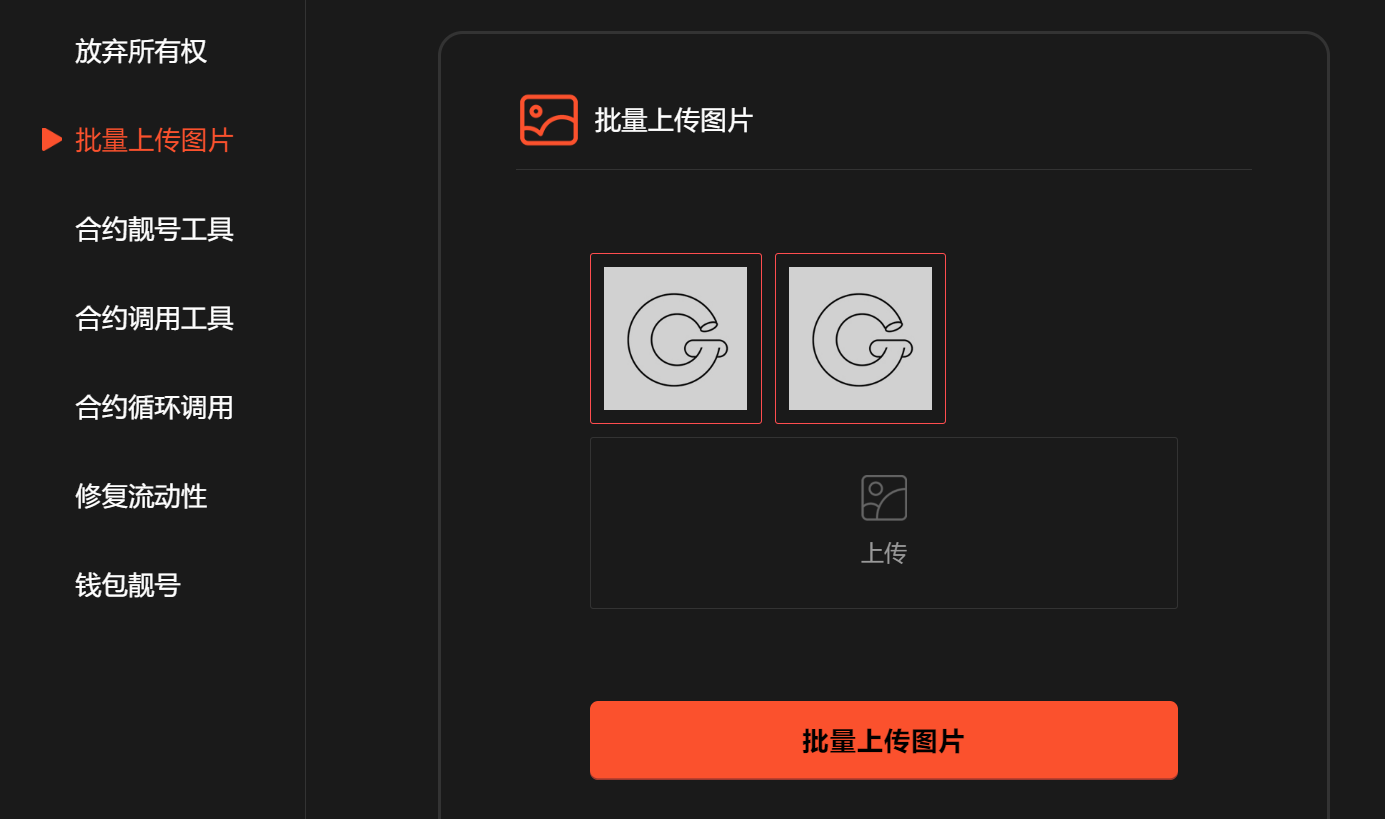 放弃所有权
批量上传图片
合约靓号工具
合约调用工具
合约循环调用
修复流动性
钱包靓号
批量上传图片
上传
批量上传图片